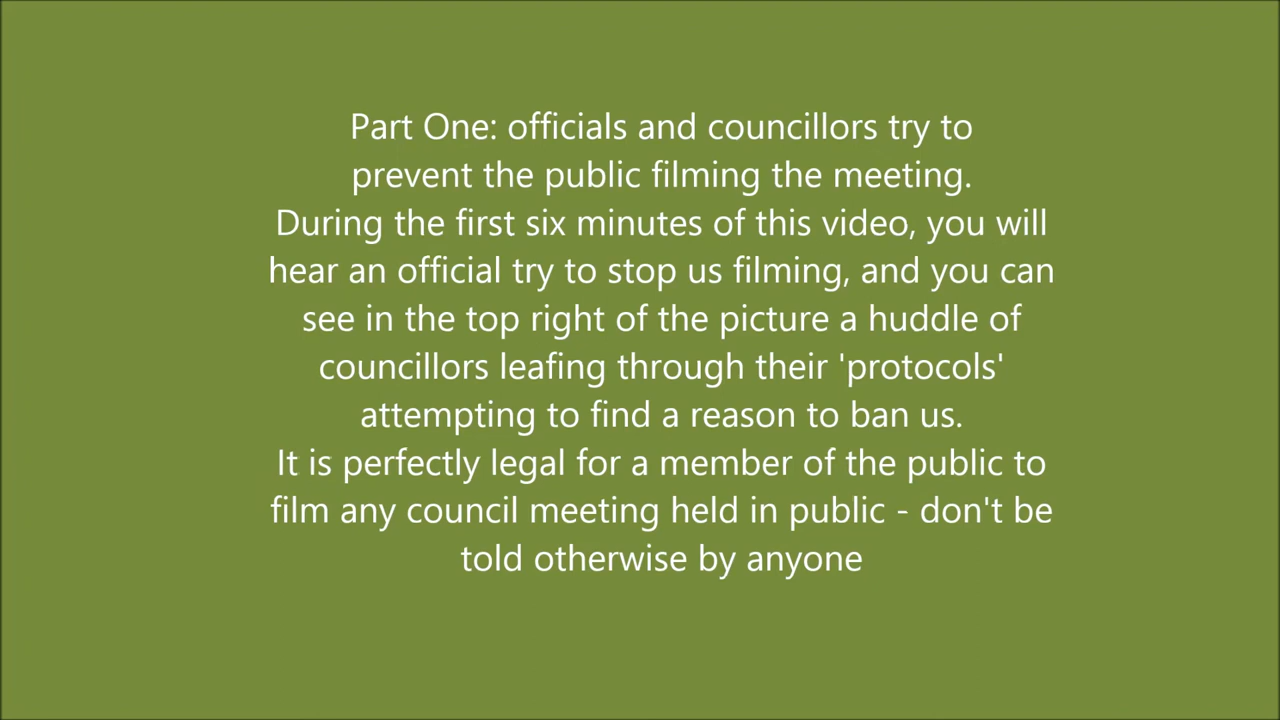 Part One: officials and councillors try to
prevent the public filming the meeting.
During the first six minutes of this video, you will
hear an official try to stop us filming, and you can
see in the top right of the picture a huddle of
councillors leafing through their 'protocols'
attempting to find a reason to ban us.
It is perfectly legal for a member of the public to
film any council meeting held in public - don't be
told otherwise by anyone